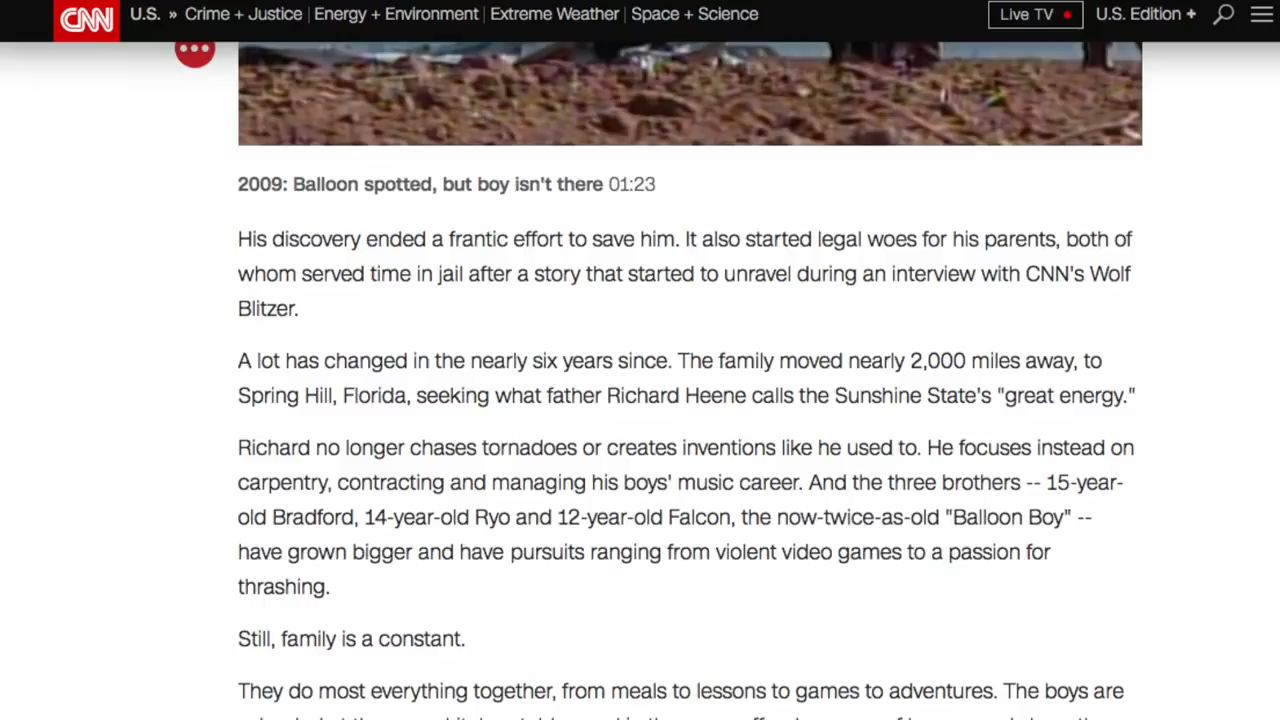 CNN U.S. » Crime + Justice | Energy + Environment | Extreme Weather | Space + Science Live TV U.S. Edition +
2009: Balloon spotted, but boy isn't there 01:23
His discovery ended a frantic effort to save him. It also started legal woes for his parents, both of
whom served time in jail after a story that started to unravel during an interview with CNN's Wolf
Blitzer.
A lot has changed in the nearly six years since. The family moved nearly 2,000 miles away, to
Spring Hill, Florida, seeking what father Richard Heene calls the Sunshine State's "great energy."
Richard no longer chases tornadoes or creates inventions like he used to. He focuses instead on
carpentry, contracting and managing his boys' music career. And the three brothers -- 15-year-
old Bradford, 14-year-old Ryo and 12-year-old Falcon, the now-twice-as-old "Balloon Boy" --
have grown bigger and have pursuits ranging from violent video games to a passion for
thrashing.
Still, family is a constant.
They do most everything together, from meals to lessons to games to adventures. The boys are